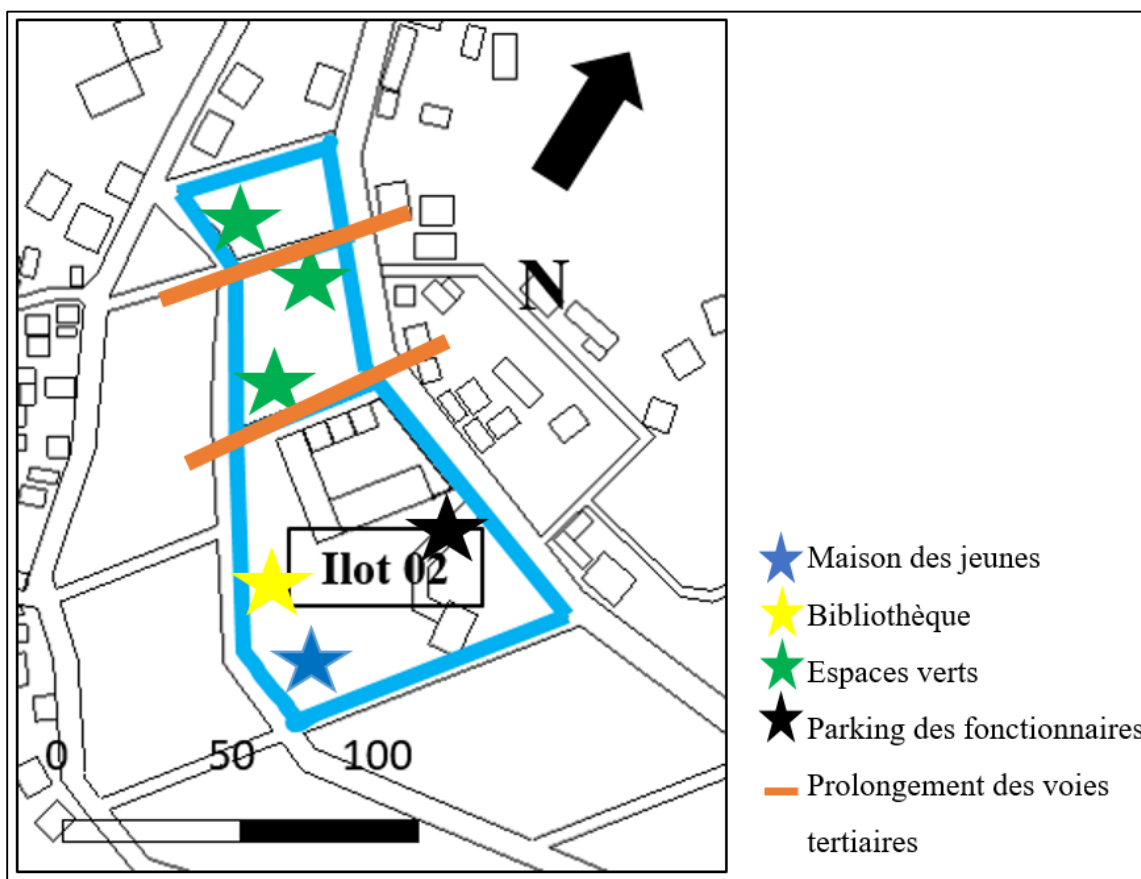 N
Ilot 02
0 50 100
Maison des jeunes
Bibliothèque
Espaces verts
Parking des fonctionnaires
Prolongement des voies
tertiaires